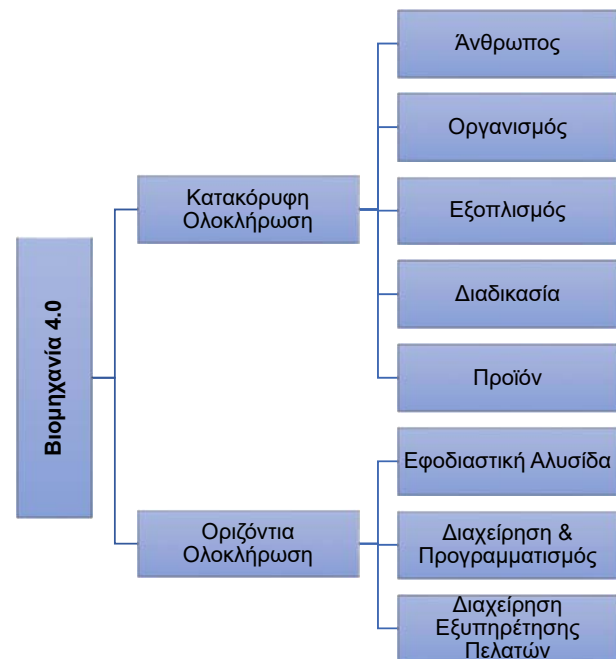 Βιομηχανία 4.0
Κατακόρυφη
Ολοκλήρωση
Άνθρωπος
Οργανισμός
Εξοπλισμός
Διαδικασία
Προϊόν
Οριζόντια
Ολοκλήρωση
Εφοδιαστική Αλυσίδα
Διαχείρηση &
Προγραμματισμός
Διαχείρηση
Εξυπηρέτησης
Πελατών